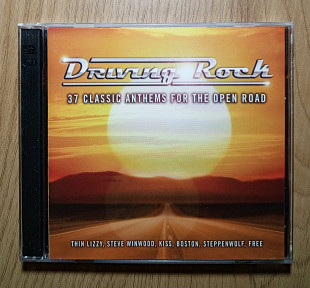 Driving Rock
37 CLASSIC ANTHEMS FOR THE OPEN ROAD
THIN LIZZY, STEVE WINWOOD, KISS, BOSTON, STEPPENWOLF, FREE